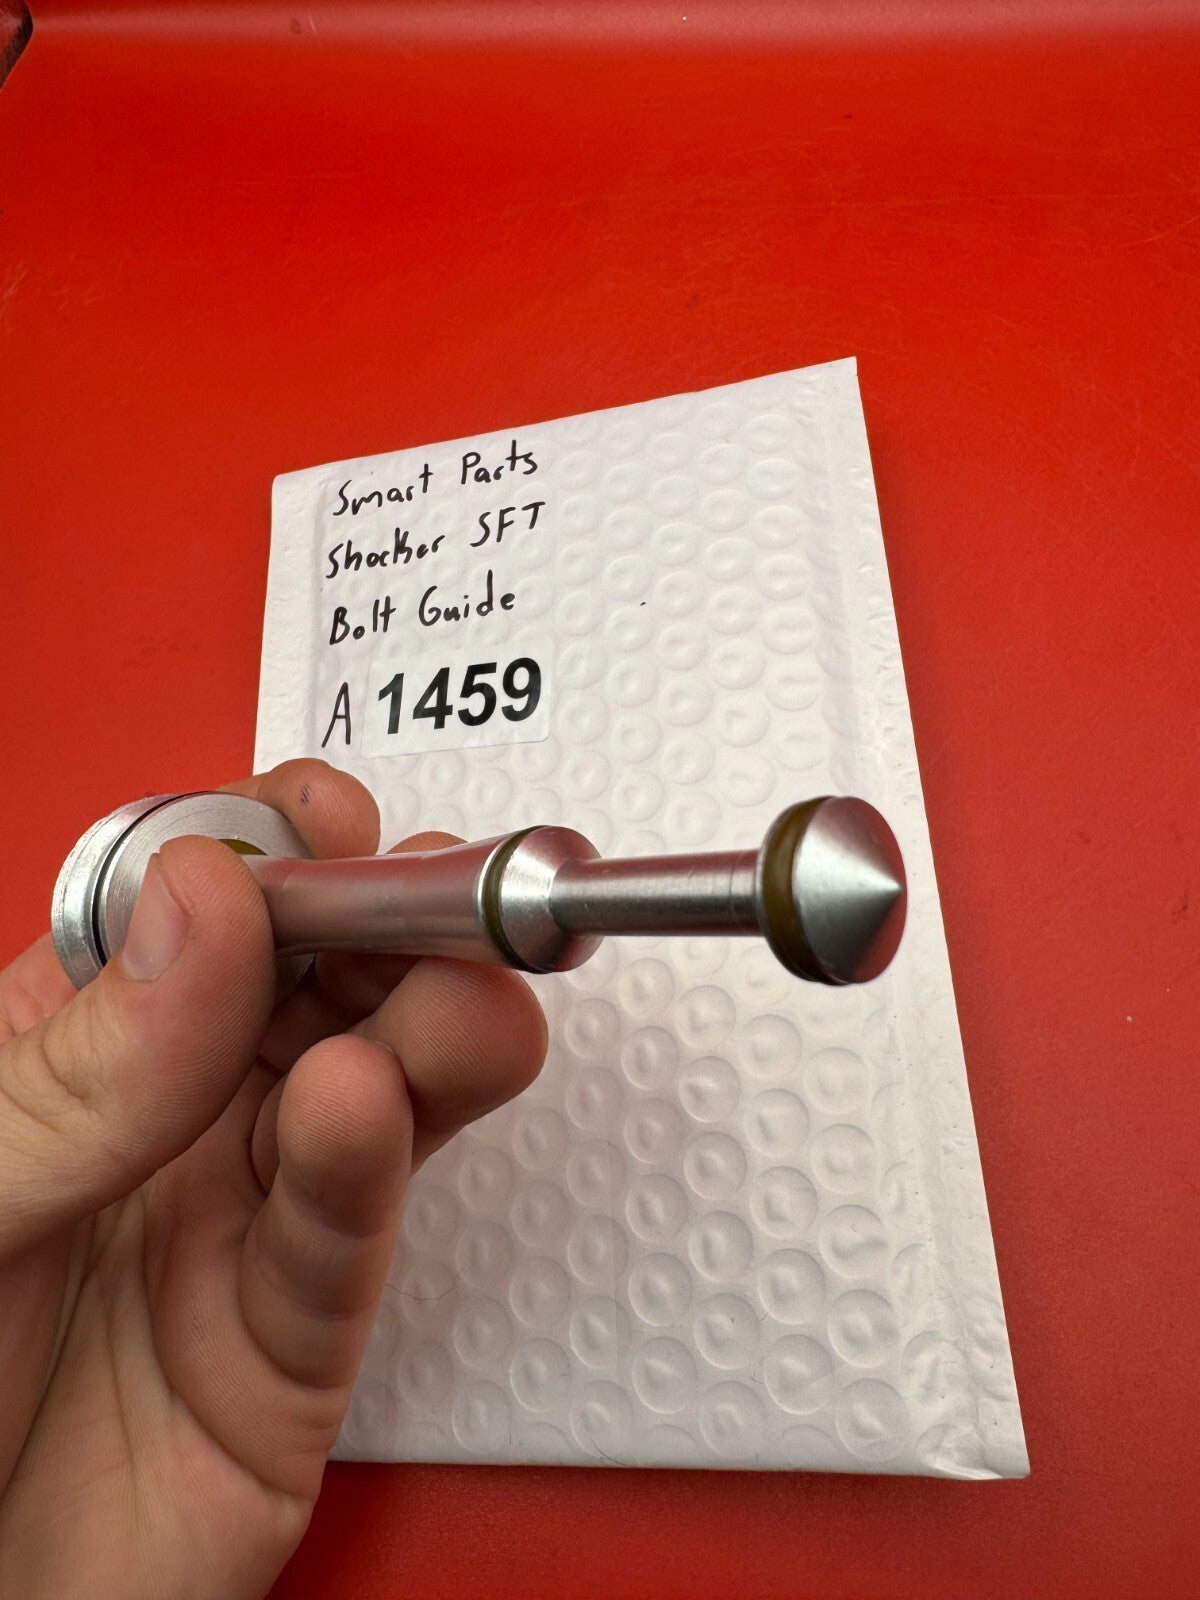 Smart Parts
Shocker SFT
Bolt Guide
A 1459